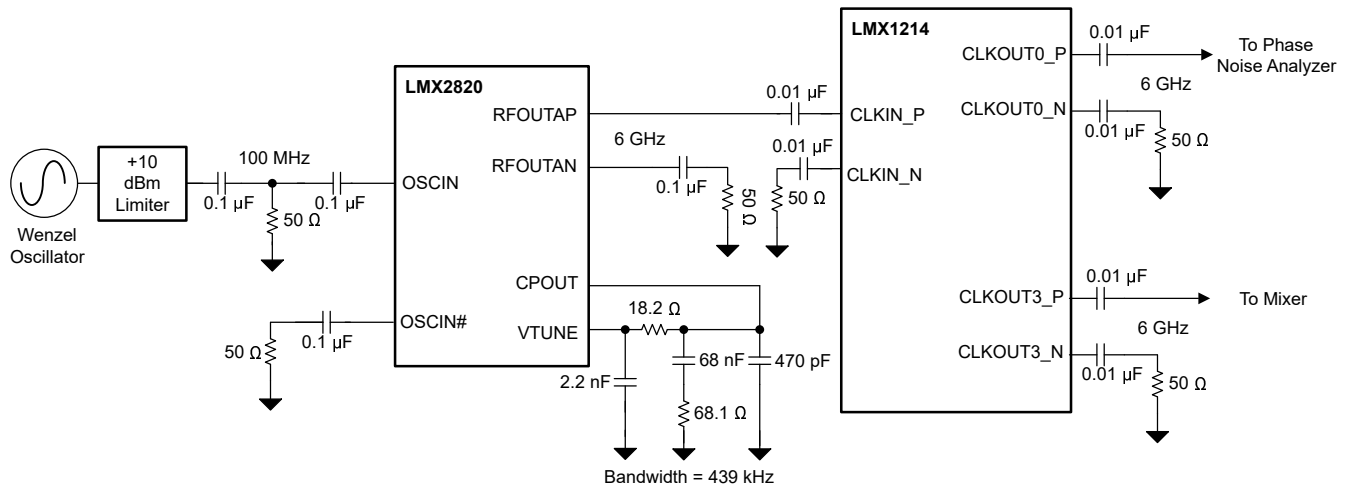 Wenzel
Oscillator
+10
dBm
Limiter
100 MHz
0.1 µF
0.1 µF
50 Ω
50 Ω
0.1 µF
LMX2820
OSCIN
OSCIN#
RFOUTAP
RFOUTAN
CPOUT
VTUNE
6 GHz
0.1 µF
50 Ω
0.01 µF
0.01 µF
50 Ω
18.2 Ω
2.2 nF
68 nF
470 pF
68.1 Ω
Bandwidth = 439 kHz
LMX1214
CLKIN_P
CLKIN_N
CLKOUT0_P
CLKOUT0_N
CLKOUT3_P
CLKOUT3_N
0.01 µF
To Phase
Noise Analyzer
6 GHz
0.01 µF
50 Ω
0.01 µF
To Mixer
6 GHz
0.01 µF
50 Ω